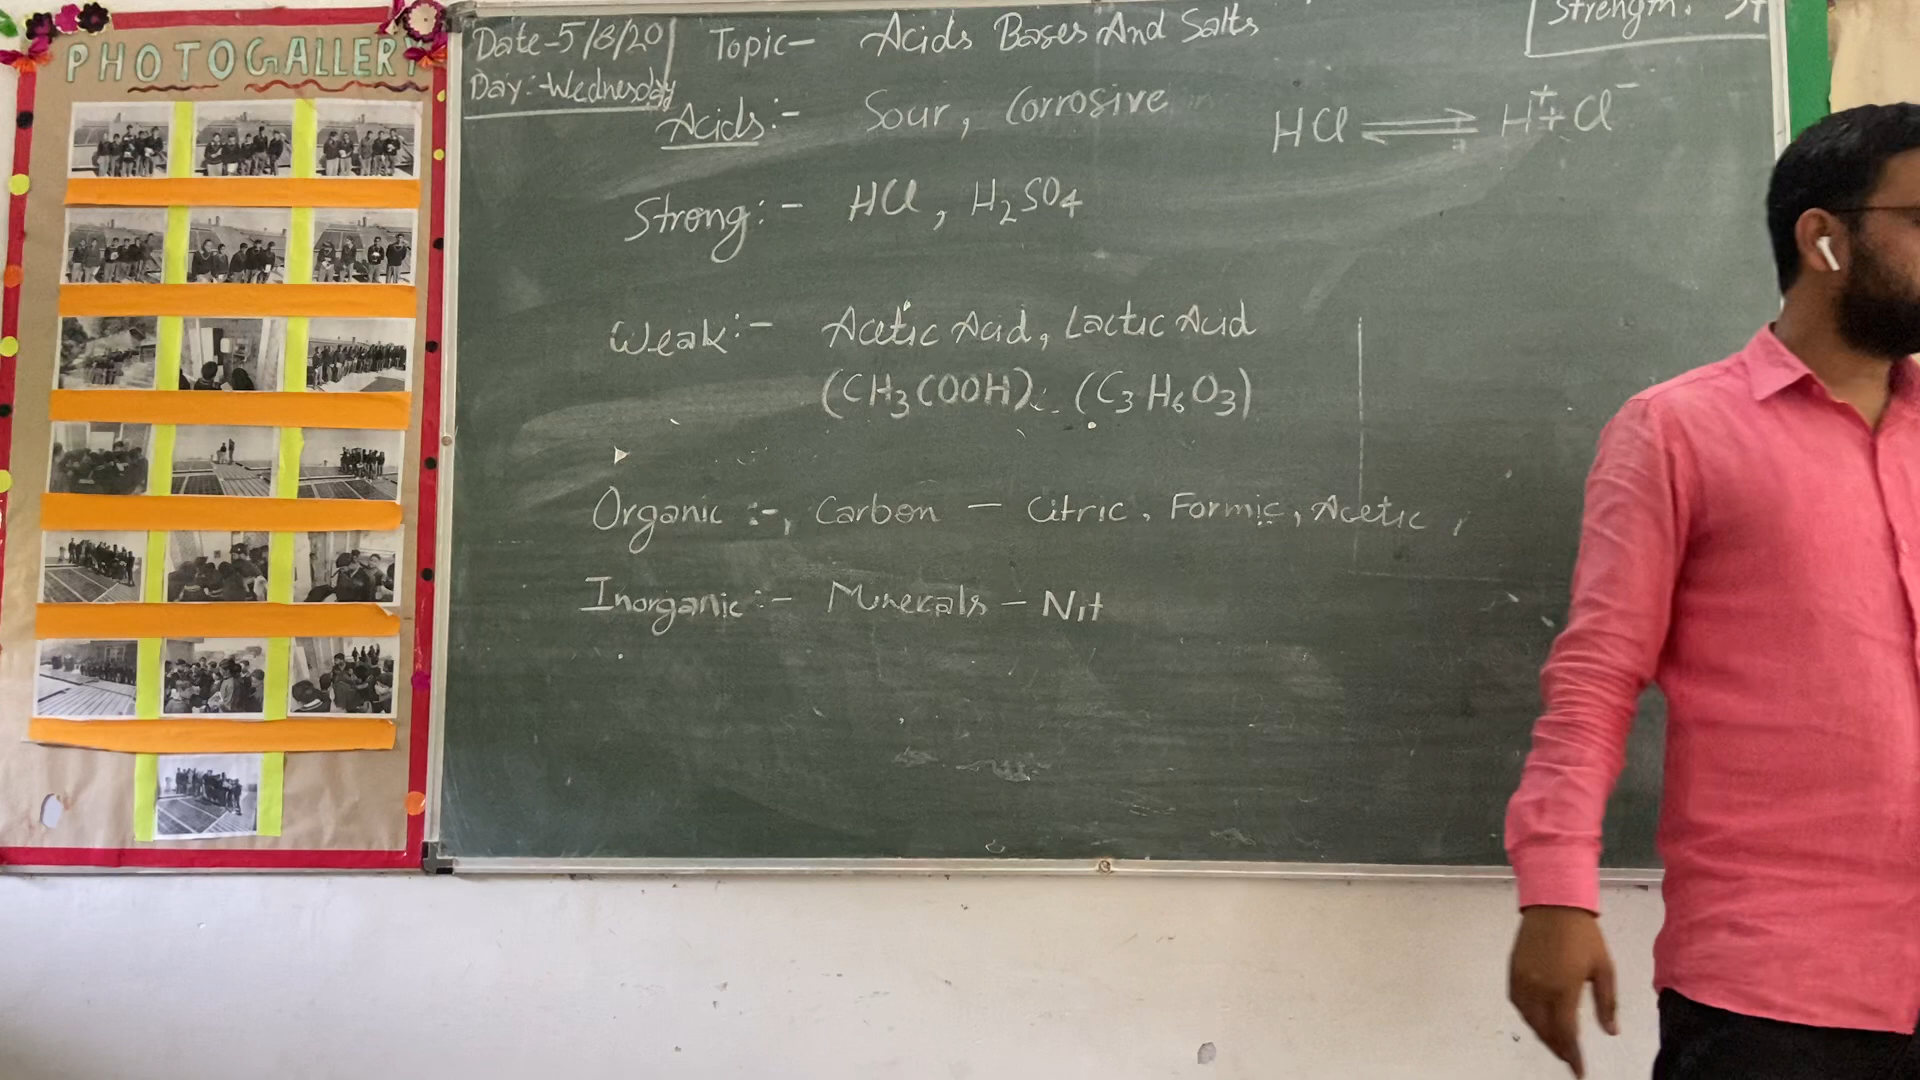 PHOTOGALLERY
Date-5/8/20
Day:-Wednesday
Topic- Acids Bases And Salts
Strength.
Acids:- Sour, Corrosive
HCl ⇌ H⁺ + Cl⁻
Strong:- HCl, H₂SO₄
Weak:- Acetic Acid, Lactic Acid
(CH₃COOH). (C₃H₆O₃)
Organic :-, Carbon – Citric, Formic, Acetic,
Inorganic :- Minerals – Nit